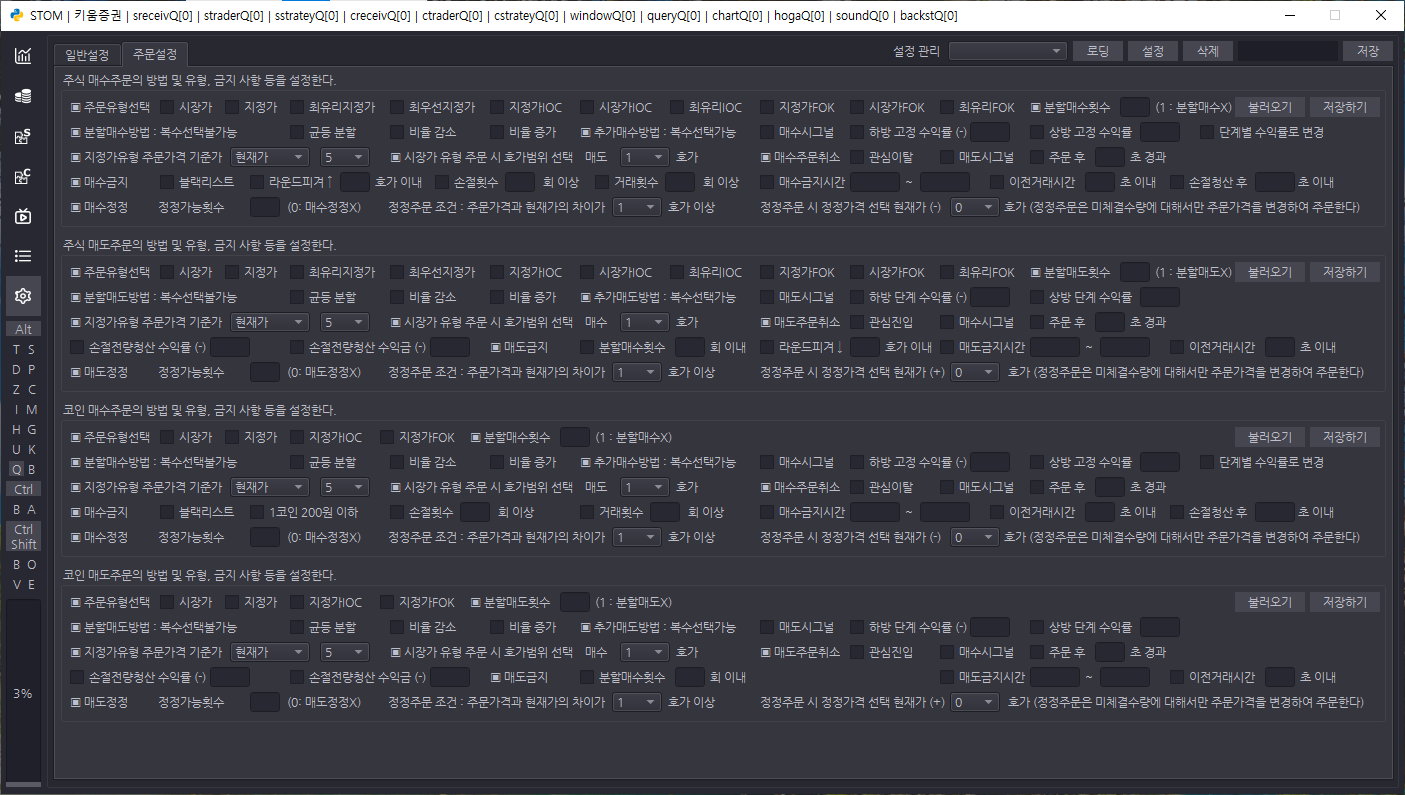 STOM | 키움증권 | sreceivQ[0] | straderQ[0] | sstrateyQ[0] | creceivQ[0] | ctraderQ[0] | cstrateyQ[0] | windowQ[0] | queryQ[0] | chartQ[0] | hogaQ[0] | soundQ[0 | backstQ[0]
일반설정 주문설정 설정 관리 로딩 설정 삭제 저장
주식 매수주문의 방법 및 유형, 금지 사항 등을 설정한다.
▣ 주문유형선택 시장가 지정가 최유리지정가 최우선지정가 지정가IOC 시장가IOC 최유리IOC 지정가FOK 시장가FOK 최유리FOK ▣ 분할매수횟수 (1 : 분할매수X) 불러오기 저장하기
▣ 분할매수방법 : 복수선택불가능 균등 분할 비율 감소 비율 증가 ▣ 추가매수방법 : 복수선택가능 매수시그널 하방 고정 수익률 (-) 상방 고정 수익률 단계별 수익률로 변경
▣ 지정가유형 주문가격 기준가 현재가 5 ▣ 시장가 유형 주문 시 호가범위 선택 매도 1 호가 ▣ 매수주문취소 관심이탈 매도시그널 주문 후 초 경과
▣ 매수금지 블랙리스트 라운드피겨↑ 호가 이내 손절횟수 회 이상 거래횟수 회 이상 매수금지시간 ~ 이전거래시간 초 이내 손절청산 후 초 이내
▣ 매수정정 정정가능횟수 (0: 매수정정X) 정정주문 조건 : 주문가격과 현재가의 차이가 1 호가 이상 정정주문 시 정정가격 선택 현재가 (-) 0 호가 (정정주문은 미체결수량에 대해서만 주문가격을 변경하여 주문한다)
주식 매도주문의 방법 및 유형, 금지 사항 등을 설정한다.
▣ 주문유형선택 시장가 지정가 최유리지정가 최우선지정가 지정가IOC 시장가IOC 최유리IOC 지정가FOK 시장가FOK 최유리FOK ▣ 분할매도횟수 (1 : 분할매도X) 불러오기 저장하기
▣ 분할매도방법 : 복수선택불가능 균등 분할 비율 감소 비율 증가 ▣ 추가매도방법 : 복수선택가능 매도시그널 하방 단계 수익률 (-) 상방 단계 수익률
▣ 지정가유형 주문가격 기준가 현재가 5 ▣ 시장가 유형 주문 시 호가범위 선택 매수 1 호가 ▣ 매도주문취소 관심진입 매수시그널 주문 후 초 경과
손절전량청산 수익률 (-) 손절전량청산 수익금 (-) ▣ 매도금지 분할매수횟수 회 이내 라운드피겨↓ 호가 이내 매도금지시간 ~ 이전거래시간 초 이내
▣ 매도정정 정정가능횟수 (0: 매도정정X) 정정주문 조건 : 주문가격과 현재가의 차이가 1 호가 이상 정정주문 시 정정가격 선택 현재가 (+) 0 호가 (정정주문은 미체결수량에 대해서만 주문가격을 변경하여 주문한다)
코인 매수주문의 방법 및 유형, 금지 사항 등을 설정한다.
▣ 주문유형선택 시장가 지정가 지정가IOC 지정가FOK ▣ 분할매수횟수 (1 : 분할매수X) 불러오기 저장하기
▣ 분할매수방법 : 복수선택불가능 균등 분할 비율 감소 비율 증가 ▣ 추가매수방법 : 복수선택가능 매수시그널 하방 고정 수익률 (-) 상방 고정 수익률 단계별 수익률로 변경
▣ 지정가유형 주문가격 기준가 현재가 5 ▣ 시장가 유형 주문 시 호가범위 선택 매도 1 호가 ▣ 매수주문취소 관심이탈 매도시그널 주문 후 초 경과
▣ 매수금지 블랙리스트 1코인 200원 이하 손절횟수 회 이상 거래횟수 회 이상 매수금지시간 ~ 이전거래시간 초 이내 손절청산 후 초 이내
▣ 매수정정 정정가능횟수 (0: 매수정정X) 정정주문 조건 : 주문가격과 현재가의 차이가 1 호가 이상 정정주문 시 정정가격 선택 현재가 (-) 0 호가 (정정주문은 미체결수량에 대해서만 주문가격을 변경하여 주문한다)
코인 매도주문의 방법 및 유형, 금지 사항 등을 설정한다.
▣ 주문유형선택 시장가 지정가 지정가IOC 지정가FOK ▣ 분할매도횟수 (1 : 분할매도X) 불러오기 저장하기
▣ 분할매도방법 : 복수선택불가능 균등 분할 비율 감소 비율 증가 ▣ 추가매도방법 : 복수선택가능 매도시그널 하방 단계 수익률 (-) 상방 단계 수익률
▣ 지정가유형 주문가격 기준가 현재가 5 ▣ 시장가 유형 주문 시 호가범위 선택 매수 1 호가 ▣ 매도주문취소 관심진입 매수시그널 주문 후 초 경과
손절전량청산 수익률 (-) 손절전량청산 수익금 (-) ▣ 매도금지 분할매수횟수 회 이내 매도금지시간 ~ 이전거래시간 초 이내
▣ 매도정정 정정가능횟수 (0: 매도정정X) 정정주문 조건 : 주문가격과 현재가의 차이가 1 호가 이상 정정주문 시 정정가격 선택 현재가 (+) 0 호가 (정정주문은 미체결수량에 대해서만 주문가격을 변경하여 주문한다)
S
C
Alt
T S
D P
Z C
I M
H G
U K
Q B
Ctrl
B A
Ctrl
Shift
B O
V E
3%